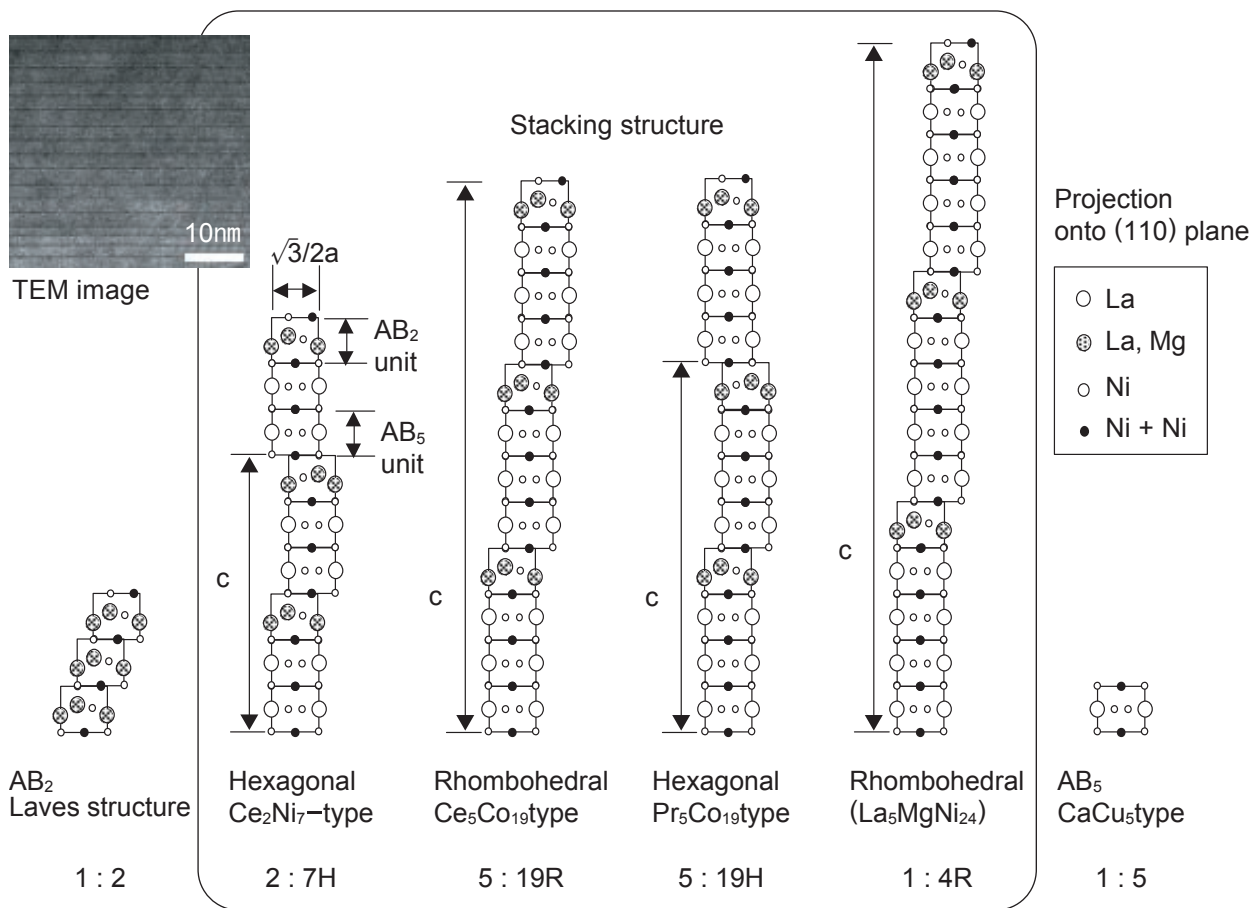 10nm
TEM image
Stacking structure
√3/2a
AB₂
unit
AB₅
unit
c
c
c
c
Projection
onto (110) plane
La
La, Mg
Ni
Ni + Ni
AB₂
Laves structure
1 : 2
Hexagonal
Ce₂Ni₇−type
2 : 7H
Rhombohedral
Ce₅Co₁₉type
5 : 19R
Hexagonal
Pr₅Co₁₉type
5 : 19H
Rhombohedral
(La₅MgNi₂₄)
1 : 4R
AB₅
CaCu₅type
1 : 5